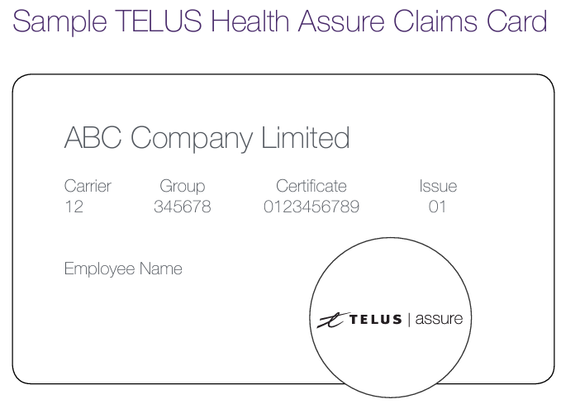 Sample TELUS Health Assure Claims Card
ABC Company Limited
Carrier Group Certificate Issue
12 345678 0123456789 01
Employee Name
TELUS | assure